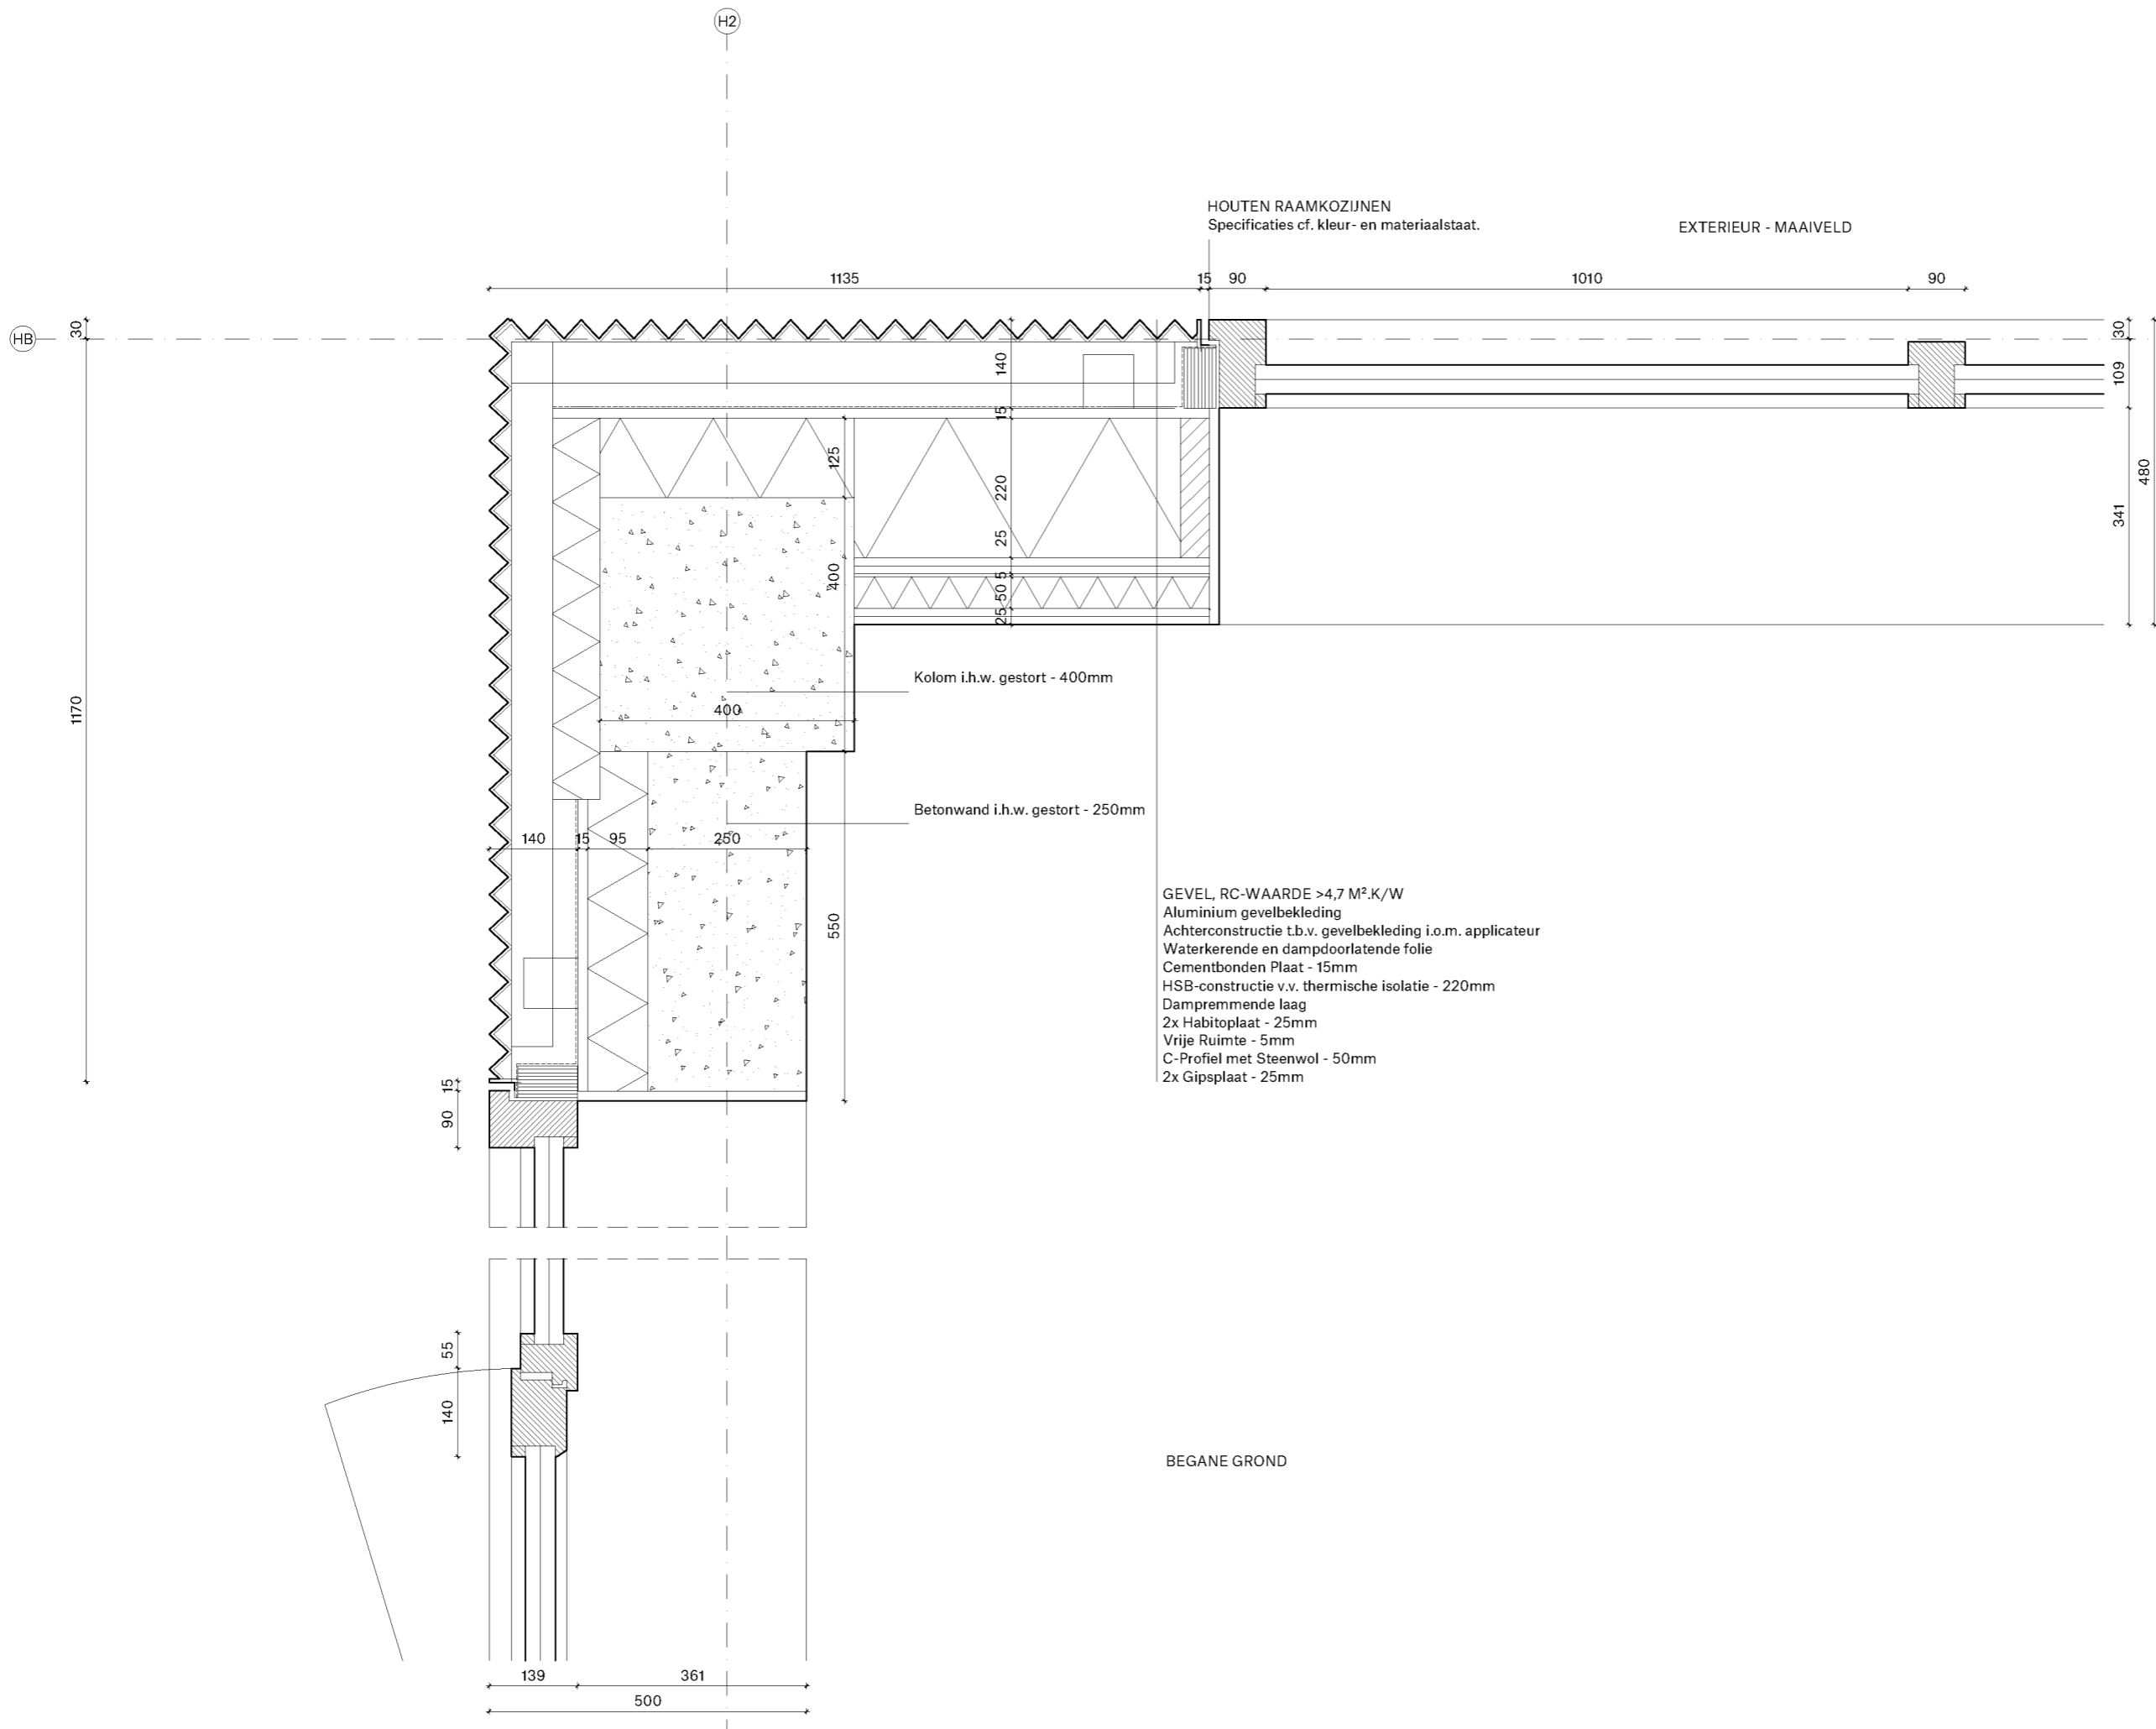 H2
HOUTEN RAAMKOZIJNEN
Specificaties cf. kleur- en materiaalstaat.
EXTERIEUR - MAAIVELD
1135
15
90
1010
90
HB
30
1170
140
15
220
25
5
50
25
125
400
550
30
109
341
480
Kolom i.h.w. gestort - 400mm
400
Betonwand i.h.w. gestort - 250mm
140
15
95
250
GEVEL, RC-WAARDE >4,7 M².K/W
Aluminium gevelbekleding
Achterconstructie t.b.v. gevelbekleding i.o.m. applicateur
Waterkerende en dampdoorlatende folie
Cementbonden Plaat - 15mm
HSB-constructie v.v. thermische isolatie - 220mm
Dampremmende laag
2x Habitoplaat - 25mm
Vrije Ruimte - 5mm
C-Profiel met Steenwol - 50mm
2x Gipsplaat - 25mm
15
90
55
140
BEGANE GROND
139
361
500